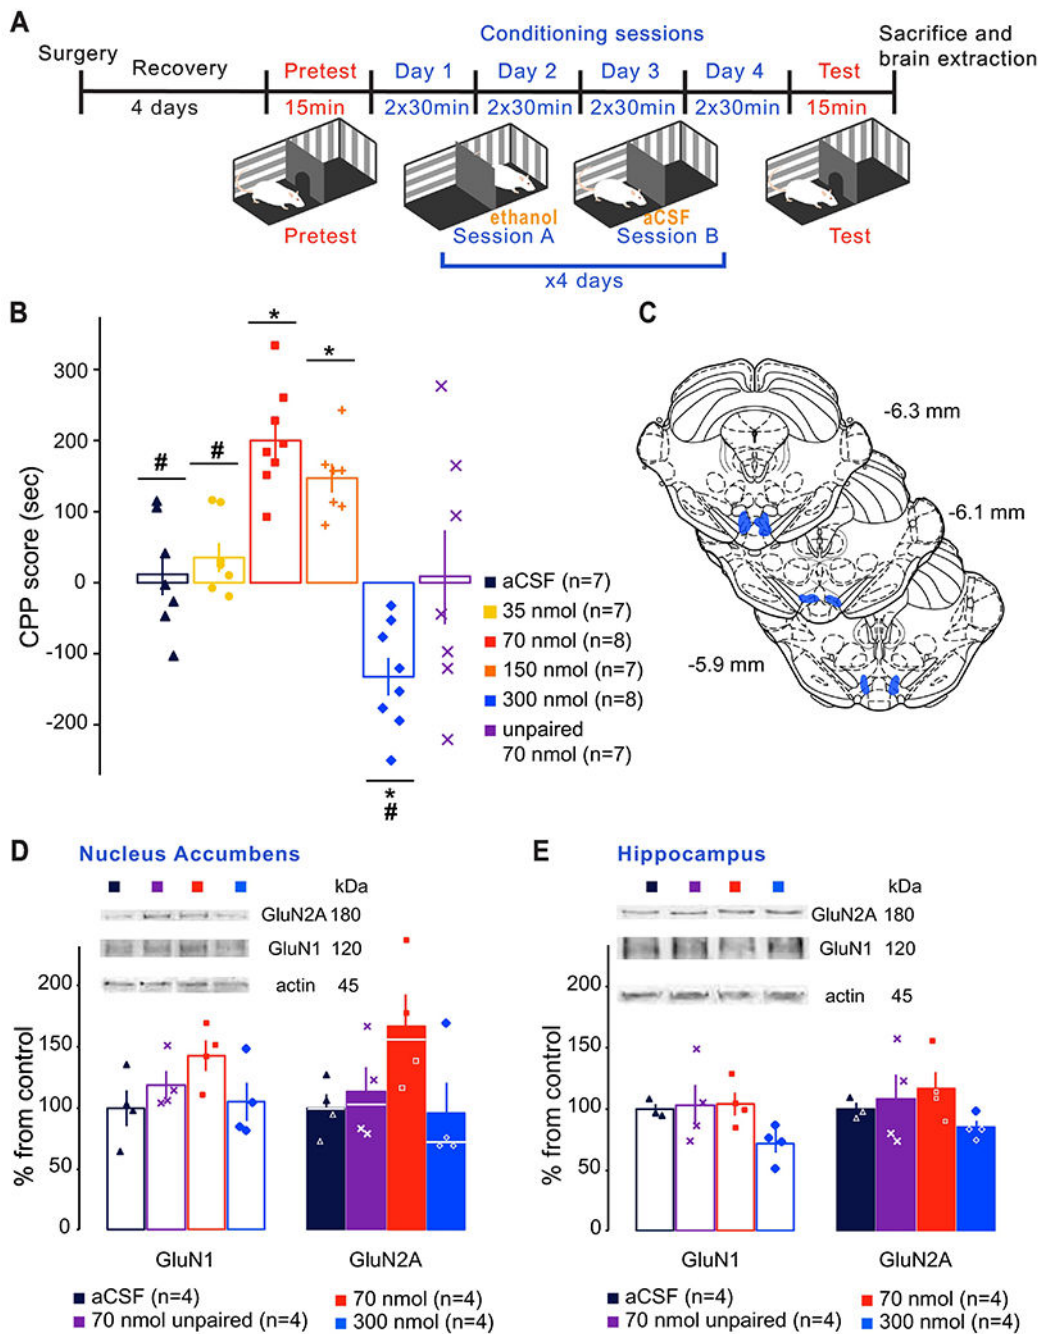 A
Surgery
Recovery
4 days
Pretest
15min
Conditioning sessions
Day 1
Day 2
Day 3
Day 4
2x30min
2x30min
2x30min
2x30min
Test
15min
Sacrifice and
brain extraction
Pretest
ethanol
Session A
aCSF
Session B
Test
x4 days
B
CPP score (sec)
300
200
100
0
-100
-200
#
#
*
*
*
#
aCSF (n=7)
35 nmol (n=7)
70 nmol (n=8)
150 nmol (n=7)
300 nmol (n=8)
unpaired
70 nmol (n=7)
C
-6.3 mm
-6.1 mm
-5.9 mm
D Nucleus Accumbens
kDa
GluN2A 180
GluN1 120
actin 45
% from control
200
150
100
50
0
GluN1
GluN2A
aCSF (n=4)
70 nmol unpaired (n=4)
70 nmol (n=4)
300 nmol (n=4)
E Hippocampus
kDa
GluN2A 180
GluN1 120
actin 45
% from control
200
150
100
50
0
GluN1
GluN2A
aCSF (n=4)
70 nmol unpaired (n=4)
70 nmol (n=4)
300 nmol (n=4)